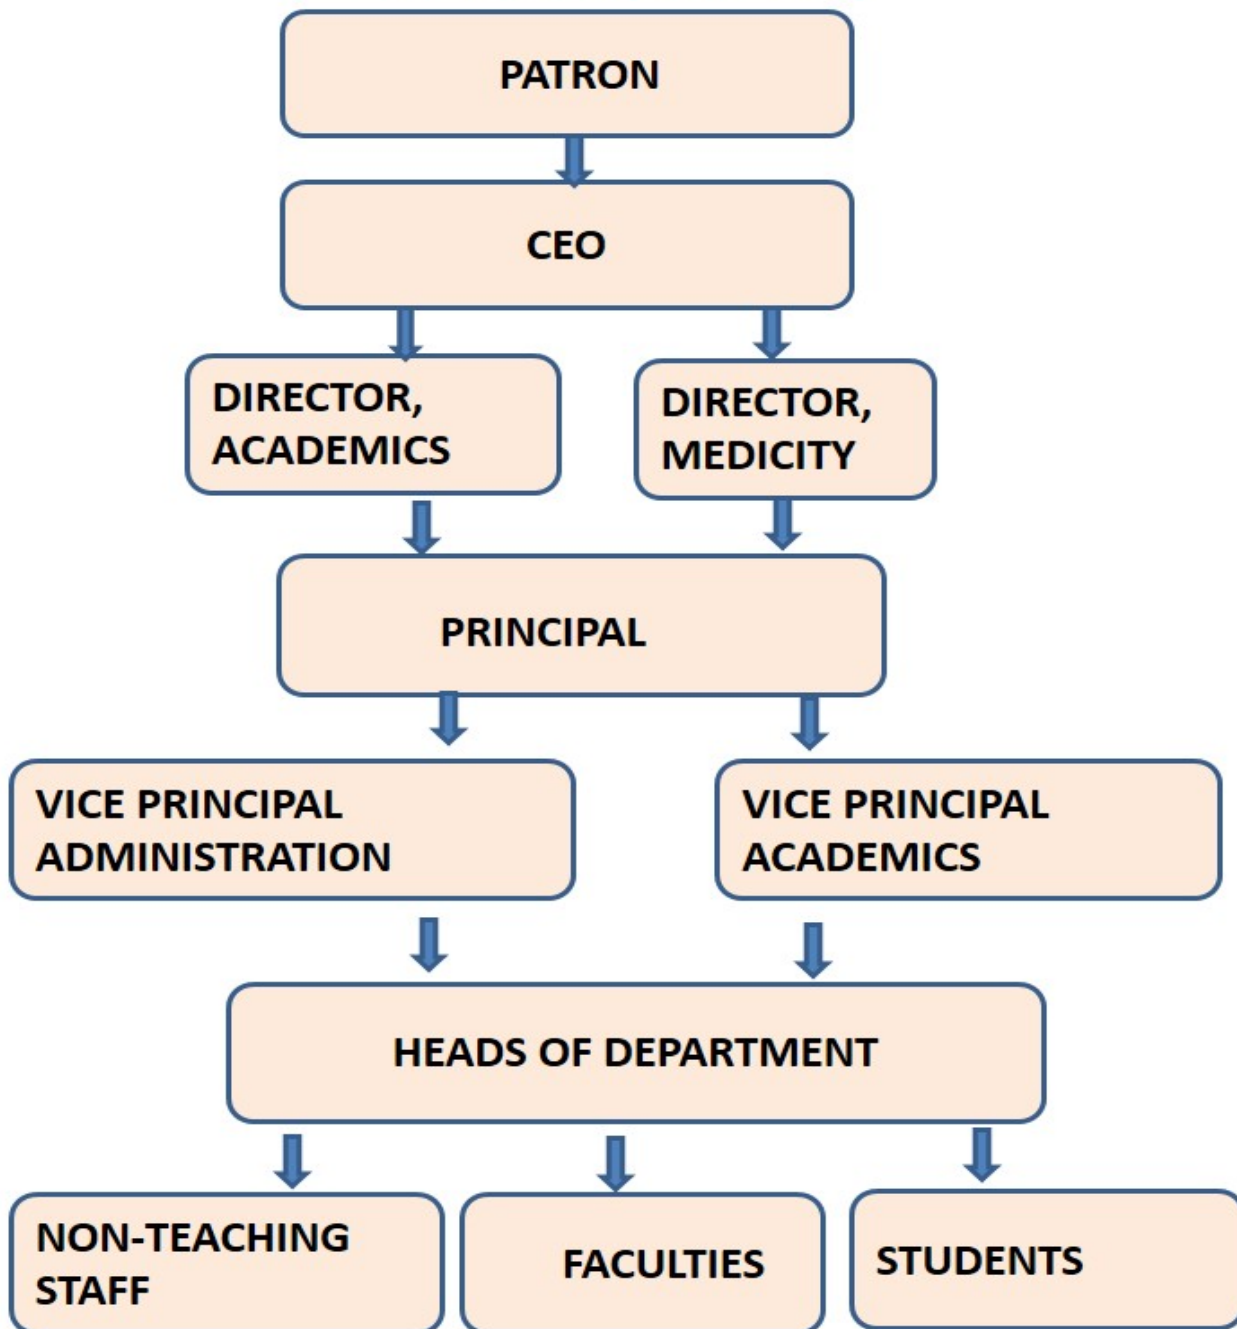 PATRON
CEO
DIRECTOR,
ACADEMICS
DIRECTOR,
MEDICITY
PRINCIPAL
VICE PRINCIPAL
ADMINISTRATION
VICE PRINCIPAL
ACADEMICS
HEADS OF DEPARTMENT
NON-TEACHING
STAFF
FACULTIES
STUDENTS